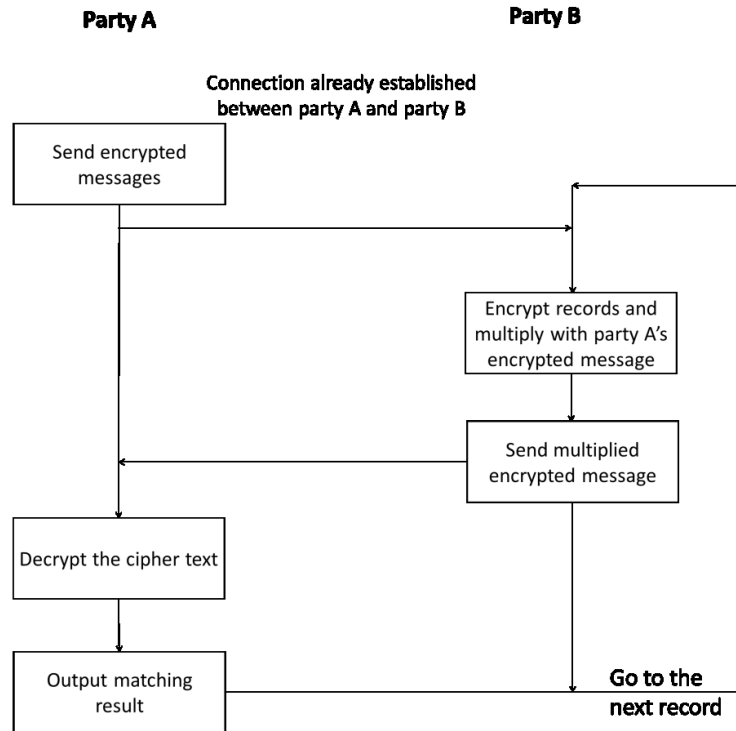 Party A
Party B
Connection already established
between party A and party B
Send encrypted
messages
Encrypt records and
multiply with party A's
encrypted message
Send multiplied
encrypted message
Decrypt the cipher text
Output matching
result
Go to the
next record